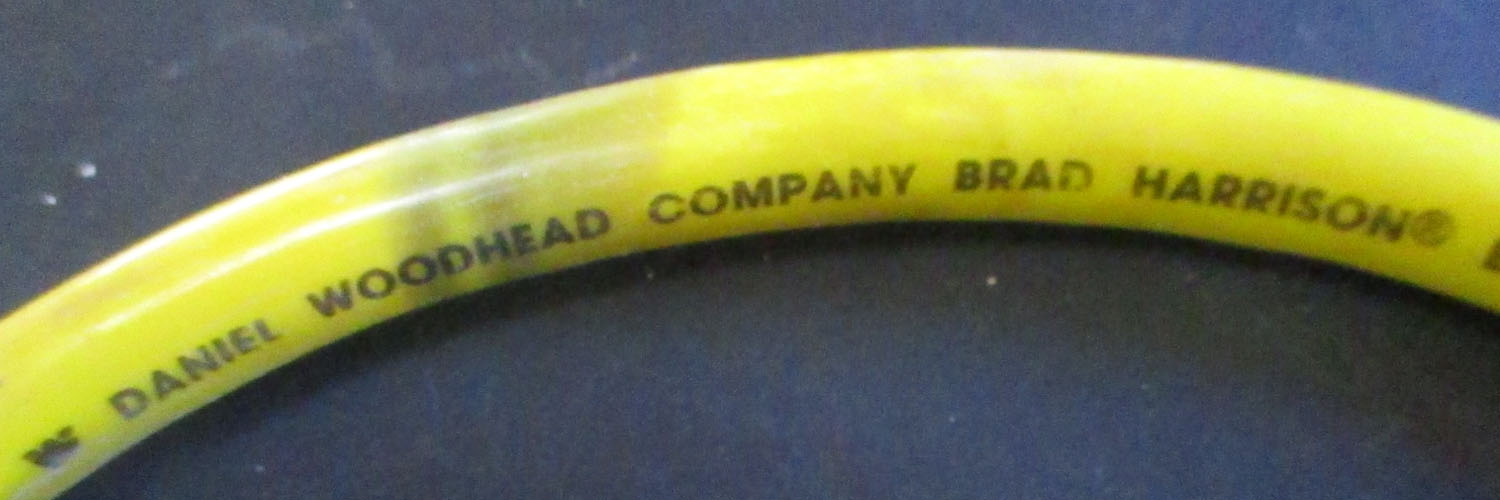 W DANIEL WOODHEAD COMPANY BRAD HARRISON®